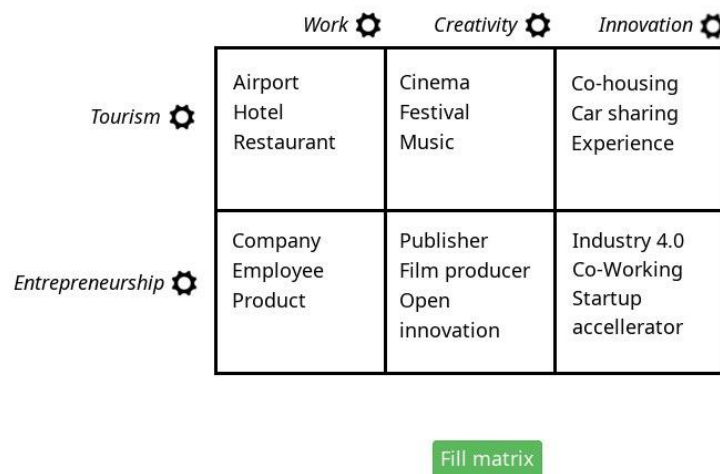 Work Creativity Innovation
Tourism
Airport
Hotel
Restaurant
Cinema
Festival
Music
Co-housing
Car sharing
Experience
Entrepreneurship
Company
Employee
Product
Publisher
Film producer
Open
innovation
Industry 4.0
Co-Working
Startup
accellerator
Fill matrix